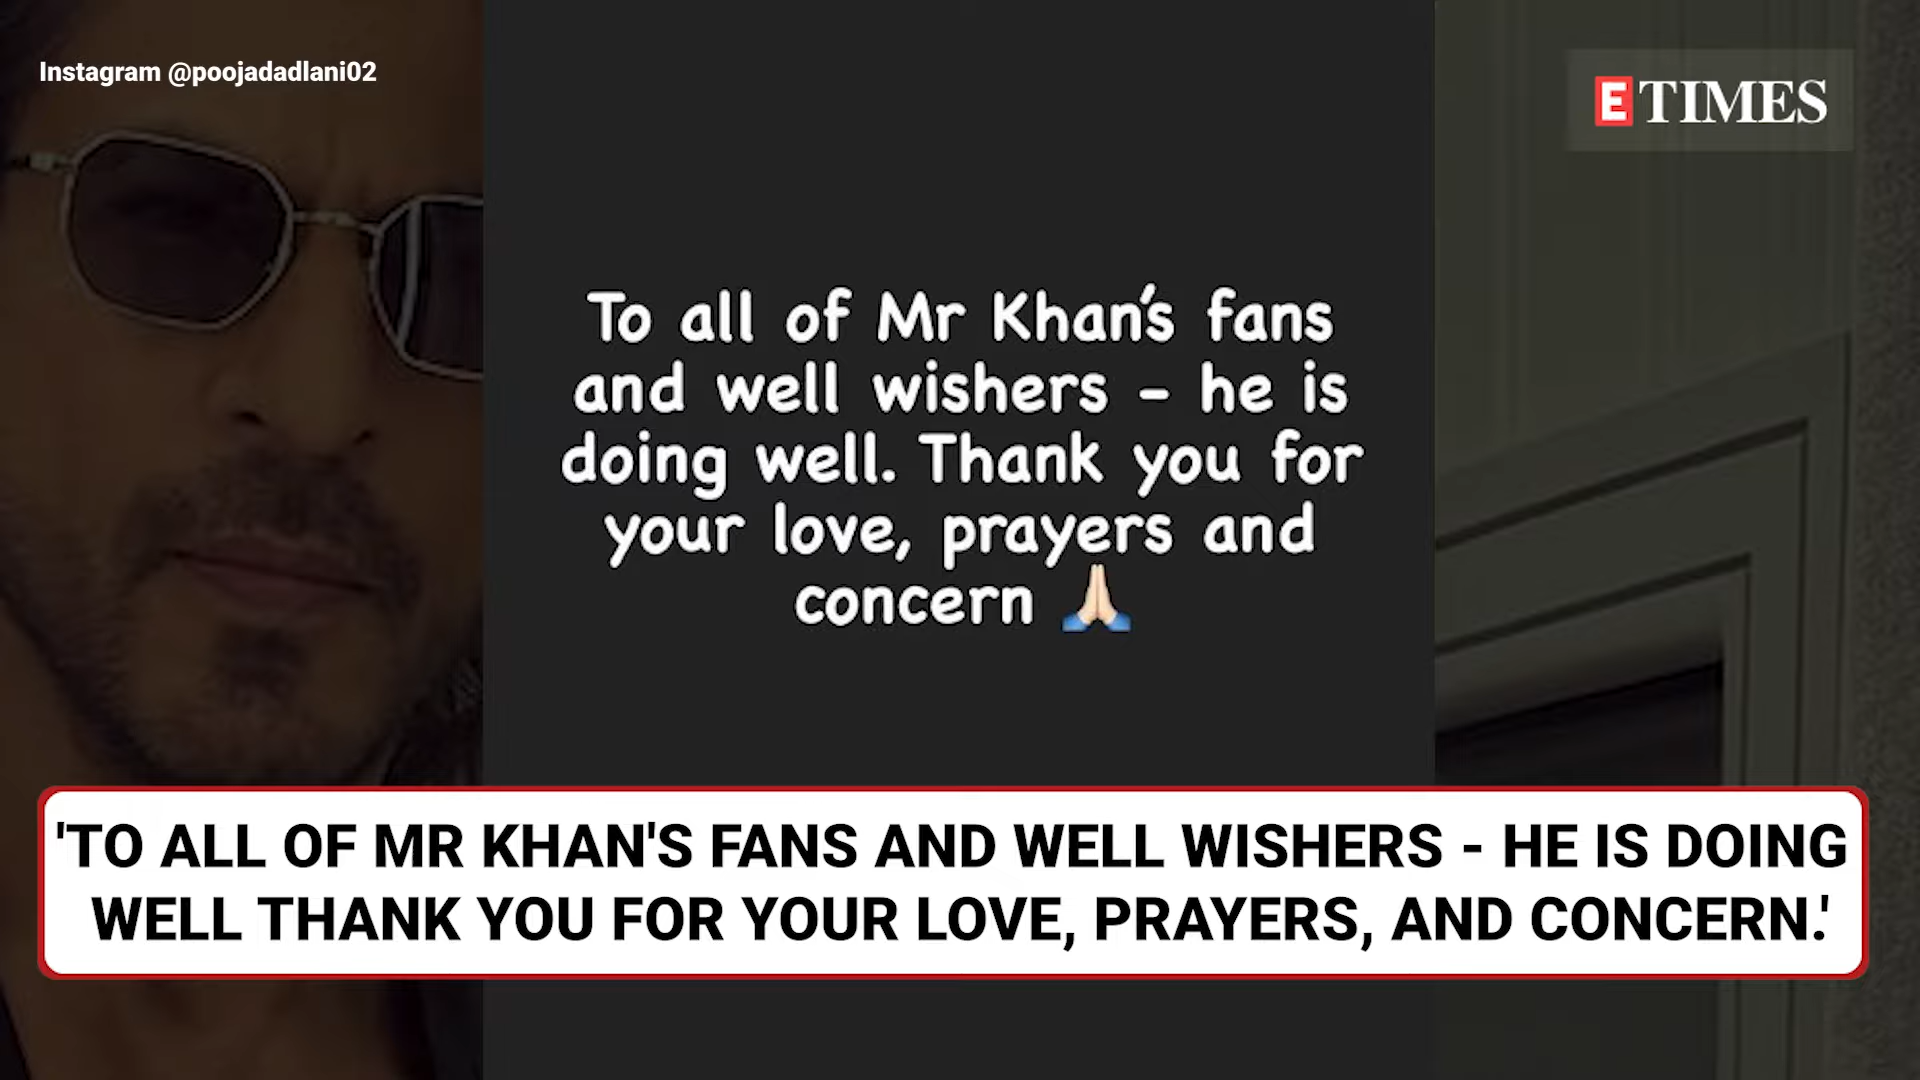 Instagram @poojadadlani02
E TIMES
To all of Mr Khan's fans
and well wishers - he is
doing well. Thank you for
your love, prayers and
concern 🙏🏻
'TO ALL OF MR KHAN'S FANS AND WELL WISHERS - HE IS DOING
WELL THANK YOU FOR YOUR LOVE, PRAYERS, AND CONCERN.'